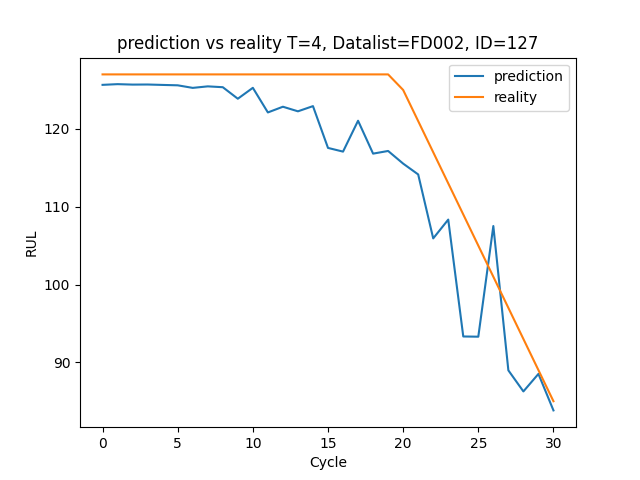 prediction vs reality T=4, Datalist=FD002, ID=127
prediction
reality
120
110
100
90
RUL
0 5 10 15 20 25 30
Cycle